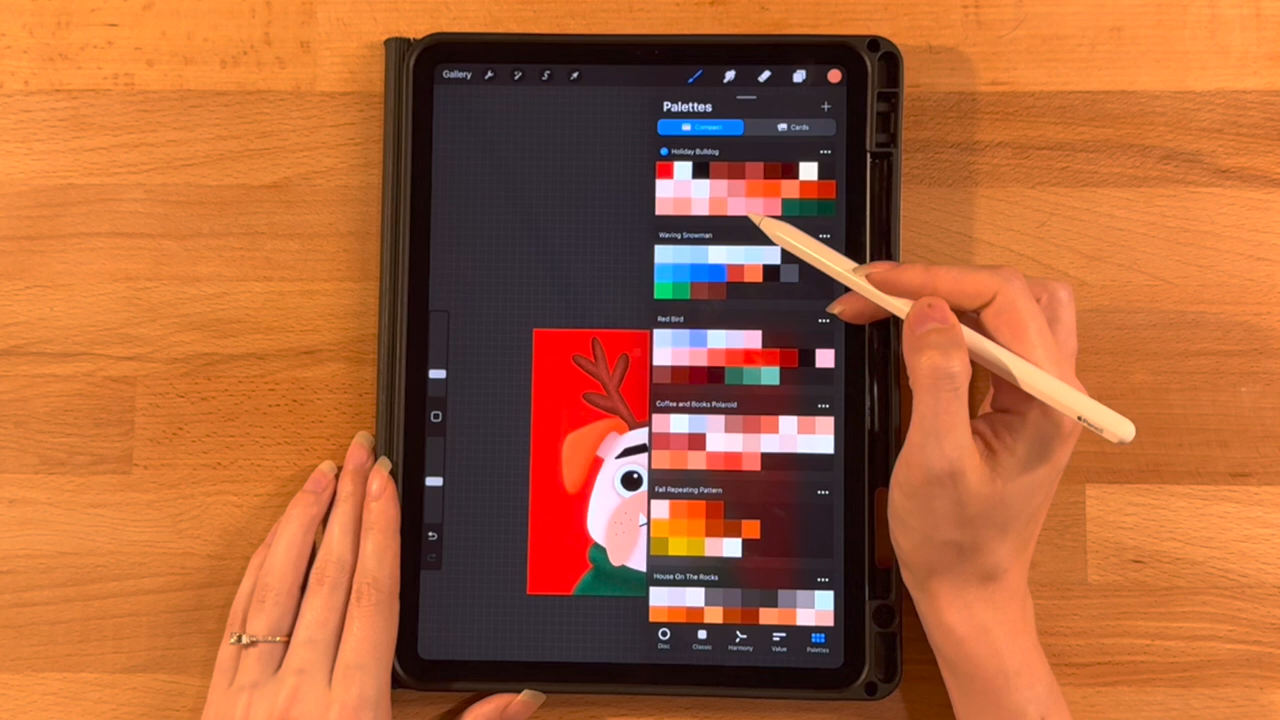 Gallery
Palettes
Compact
Cards
Holiday Bulldog
Waving Snowman
Red Bird
Coffee and Books Polaroid
Fall Repeating Pattern
House On The Rocks
Disc
Classic
Harmony
Value
Palettes